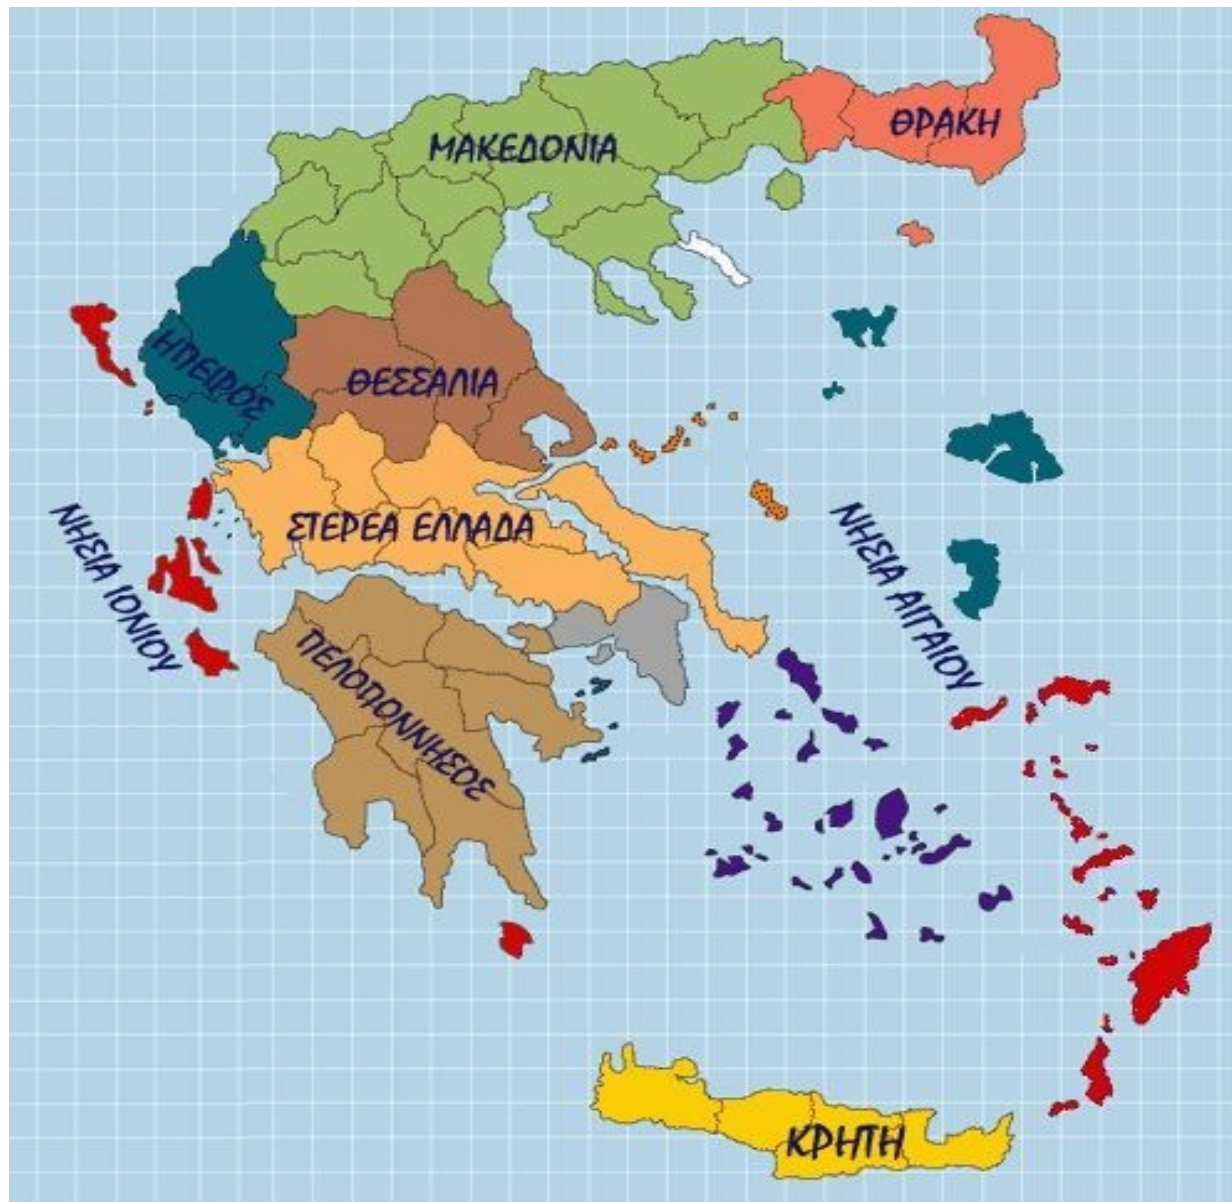 ΘΡΑΚΗ
ΜΑΚΕΔΟΝΙΑ
ΗΠΕΙΡΟΣ
ΘΕΣΣΑΛΙΑ
ΣΤΕΡΕΑ ΕΛΛΑΔΑ
ΝΗΣΙΑ ΙΟΝΙΟΥ
ΝΗΣΙΑ ΑΙΓΑΙΟΥ
ΠΕΛΟΠΟΝΝΗΣΟΣ
ΚΡΗΤΗ